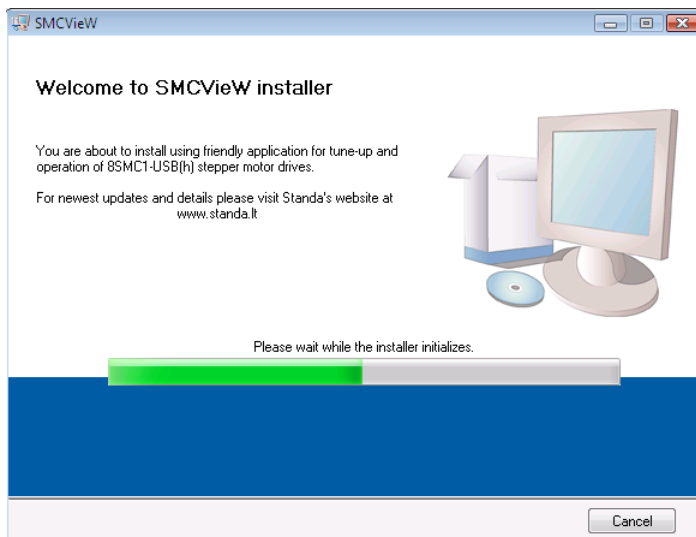 SMCVieW
Welcome to SMCVieW installer
You are about to install using friendly application for tune-up and
operation of 8SMC1-USB(h) stepper motor drives.
For newest updates and details please visit Standa's website at
www.standa.lt
Please wait while the installer initializes.
Cancel